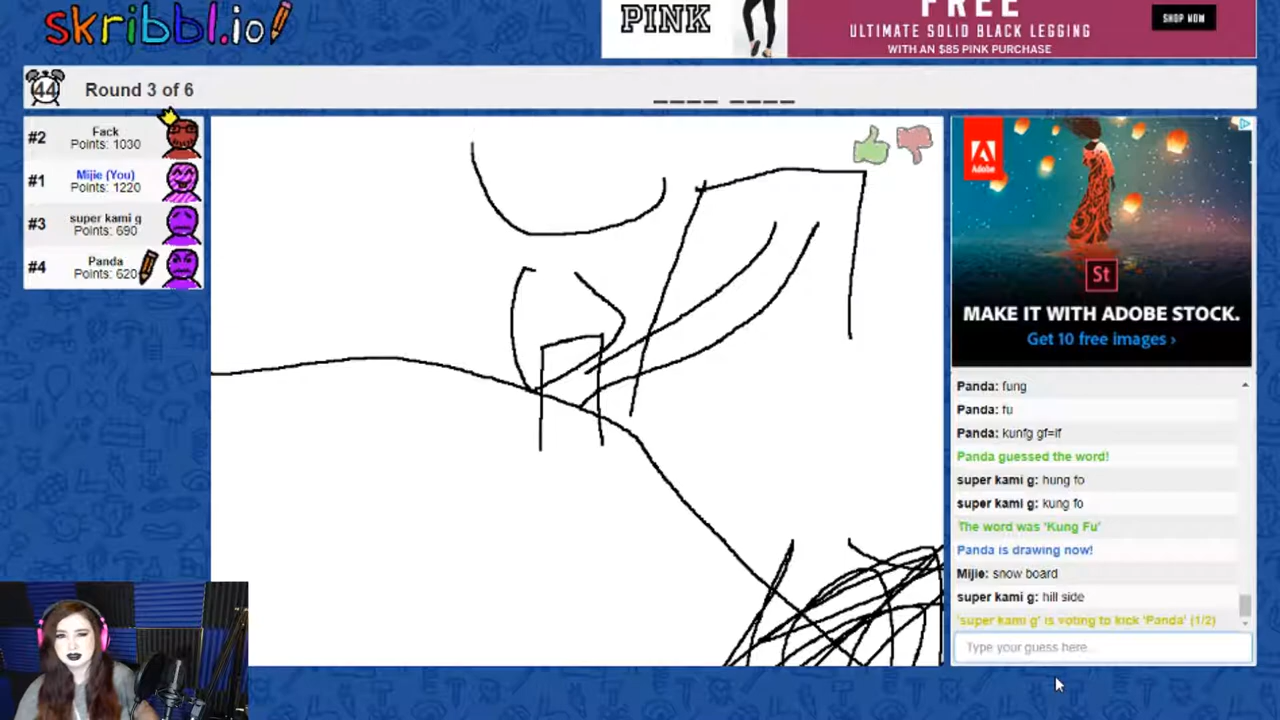 skribbl.io
PINK
FREE
ULTIMATE SOLID BLACK LEGGING
WITH AN $85 PINK PURCHASE
SHOP NOW
44
Round 3 of 6
____ ____
#2
Fack
Points: 1030
#1
Mijie (You)
Points: 1220
#3
super kami g
Points: 690
#4
Panda
Points: 620
St
MAKE IT WITH ADOBE STOCK.
Get 10 free images ›
Adobe
Panda: fung
Panda: fu
Panda: kunfg gf=if
Panda guessed the word!
super kami g: hung fo
super kami g: kung fo
The word was 'Kung Fu'
Panda is drawing now!
Mijie: snow board
super kami g: hill side
'super kami g' is voting to kick 'Panda' (1/2)
Type your guess here...